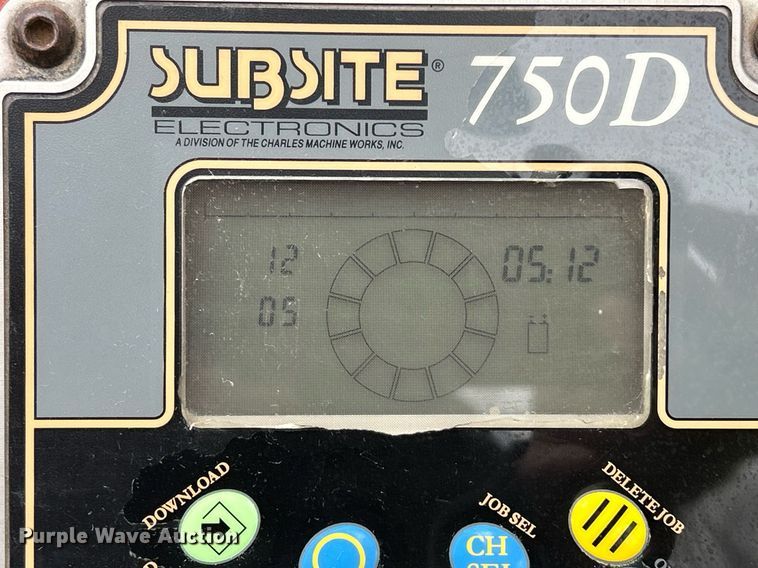 SUBSITE® 750D
ELECTRONICS
A DIVISION OF THE CHARLES MACHINE WORKS, INC.
12 05:12
05
DOWNLOAD JOB SEL DELETE JOB
CH
SEL
Purple Wave Auction